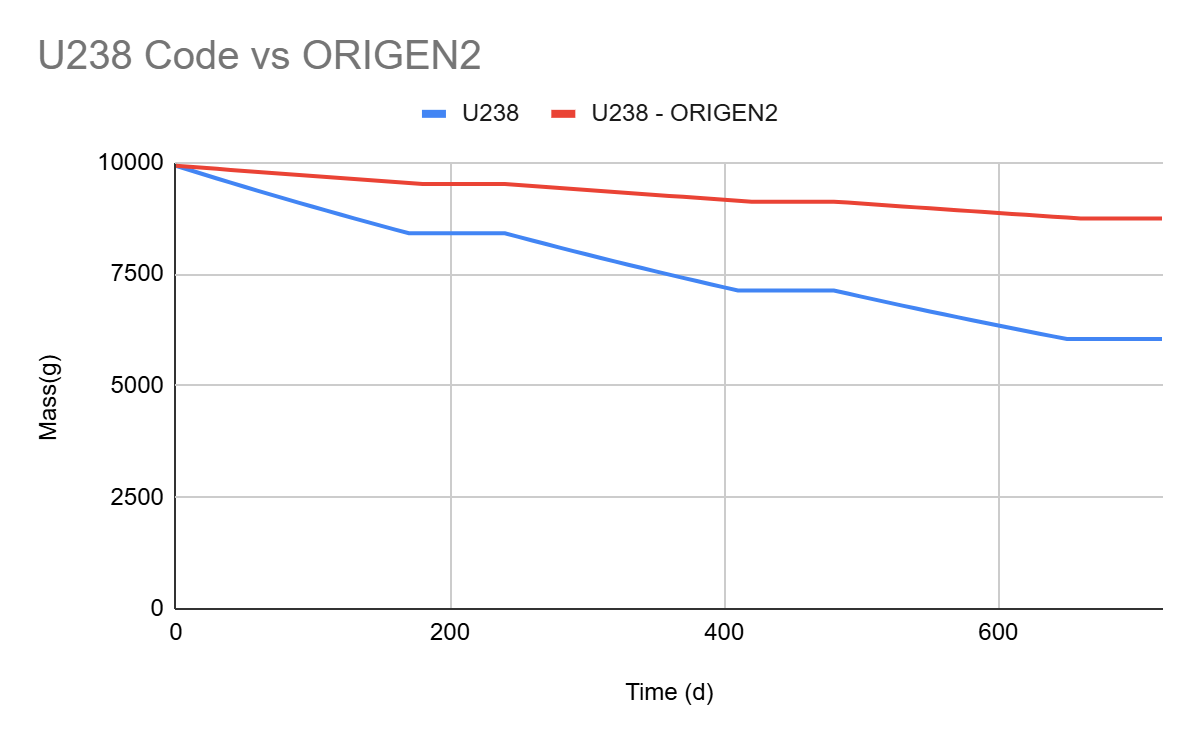 U238 Code vs ORIGEN2
U238 U238 - ORIGEN2
10000
7500
5000
2500
0
Mass(g)
0 200 400 600
Time (d)